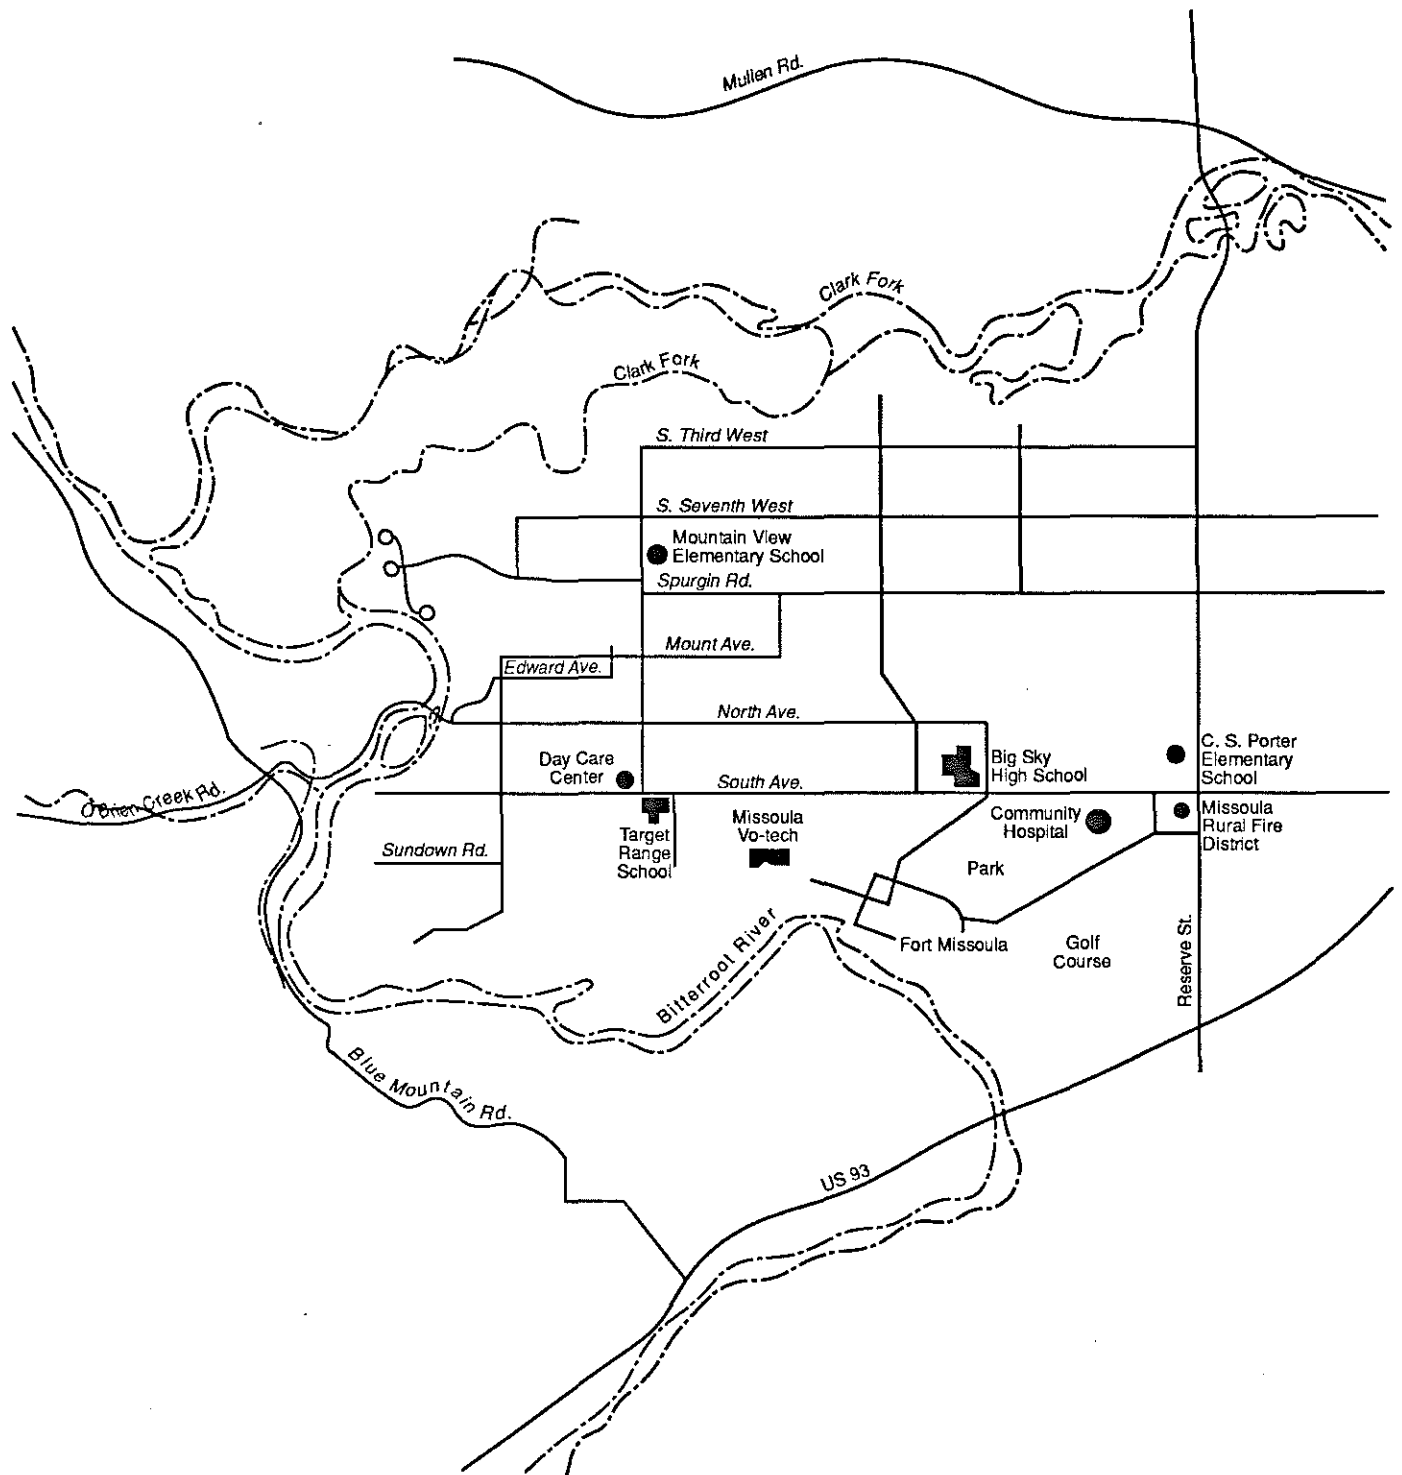 Mullen Rd.
Clark Fork
Clark Fork
S. Third West
S. Seventh West
Mountain View
Elementary School
Spurgin Rd.
Mount Ave.
Edward Ave.
North Ave.
Day Care
Center
Big Sky
High School
C. S. Porter
Elementary
School
South Ave.
O'Brien Creek Rd.
Missoula
Vo-tech
Community
Hospital
Missoula
Rural Fire
District
Target
Range
School
Sundown Rd.
Park
Bitterroot River
Fort Missoula
Golf
Course
Reserve St.
Blue Mountain Rd.
US 93